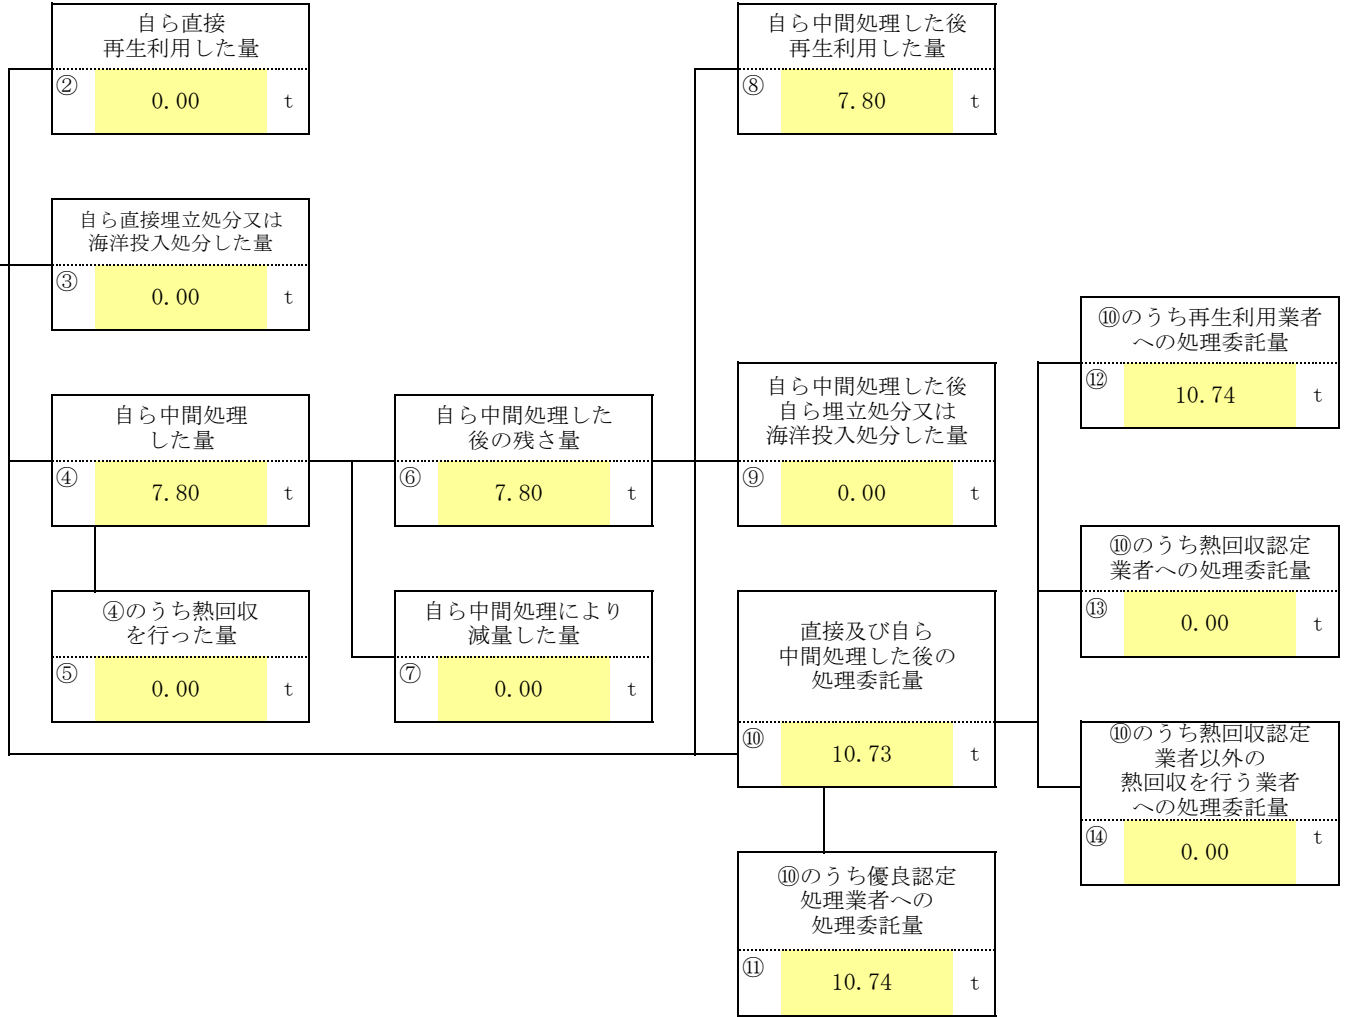 自ら直接
再生利用した量
②
0.00
t
自ら直接埋立処分又は
海洋投入処分した量
③
0.00
t
自ら中間処理
した量
④
7.80
t
④のうち熱回収
を行った量
⑤
0.00
t
自ら中間処理した
後の残さ量
⑥
7.80
t
自ら中間処理により
減量した量
⑦
0.00
t
自ら中間処理した後
再生利用した量
⑧
7.80
t
自ら中間処理した後
自ら埋立処分又は
海洋投入処分した量
⑨
0.00
t
直接及び自ら
中間処理した後の
処理委託量
⑩
10.73
t
⑩のうち優良認定
処理業者への
処理委託量
⑪
10.74
t
⑩のうち再生利用業者
への処理委託量
⑫
10.74
t
⑩のうち熱回収認定
業者への処理委託量
⑬
0.00
t
⑩のうち熱回収認定
業者以外の
熱回収を行う業者
への処理委託量
⑭
0.00
t